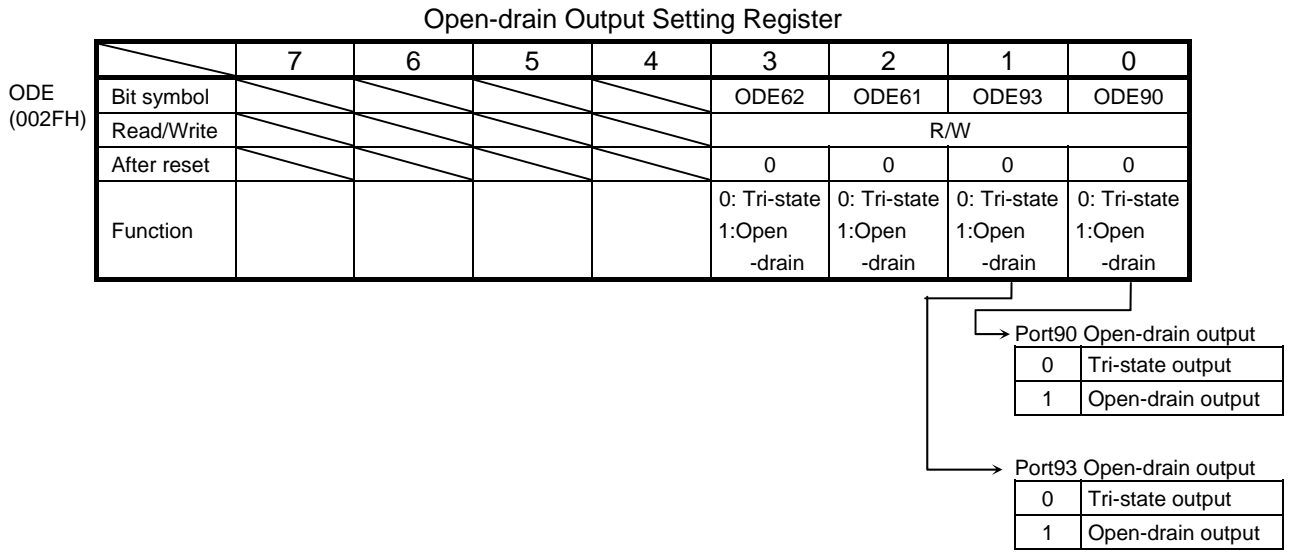 Open-drain Output Setting Register
7 6 5 4 3 2 1 0
ODE
(002FH)
Bit symbol ODE62 ODE61 ODE93 ODE90
Read/Write R/W
After reset 0 0 0 0
Function
0: Tri-state 0: Tri-state 0: Tri-state 0: Tri-state
1:Open 1:Open 1:Open 1:Open
-drain -drain -drain -drain
Port90 Open-drain output
0 Tri-state output
1 Open-drain output
Port93 Open-drain output
0 Tri-state output
1 Open-drain output